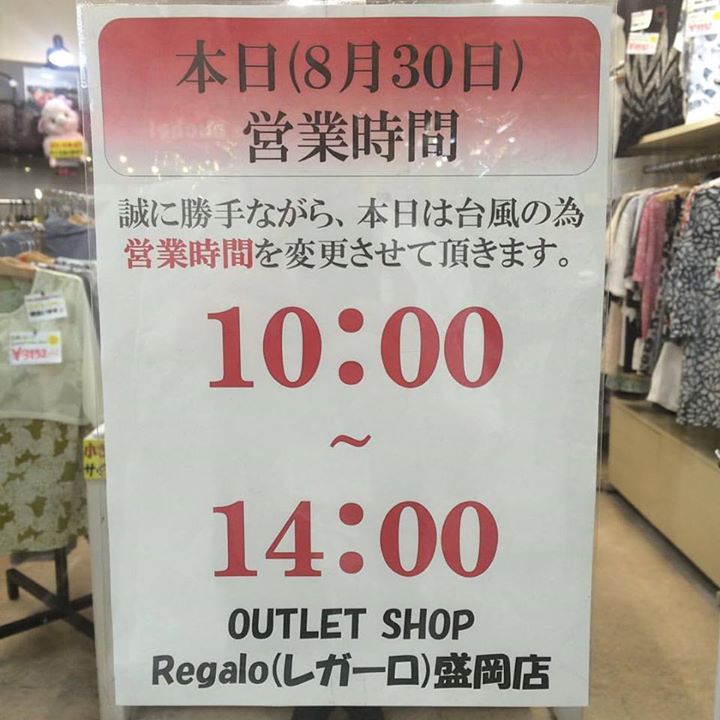 本日(8月30日)
営業時間
誠に勝手ながら、本日は台風の為
営業時間を変更させて頂きます。
10:00
~
14:00
OUTLET SHOP
Regalo(レガーロ)盛岡店